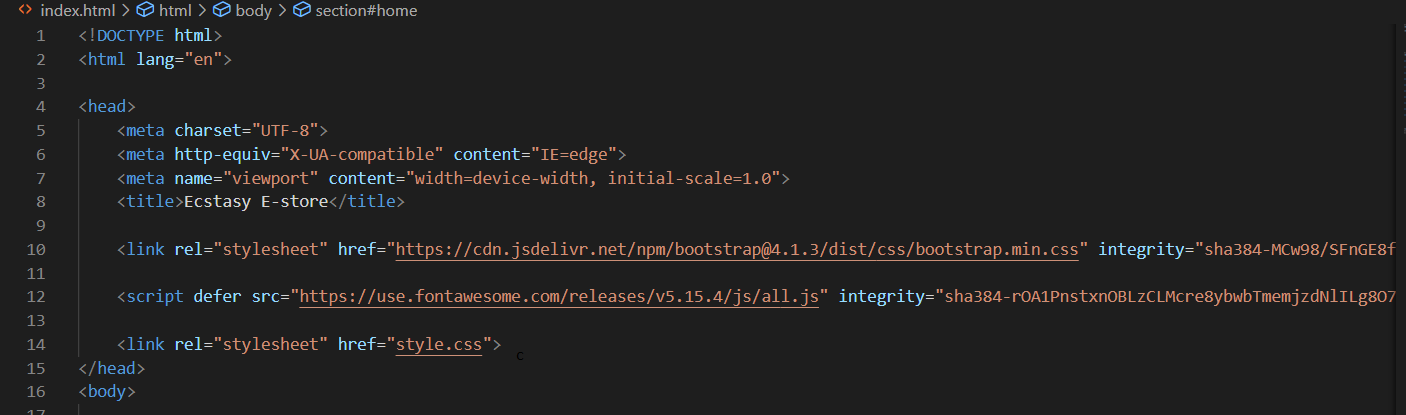 index.html > html > body > section#home
1 <!DOCTYPE html>
2 <html lang="en">
3
4 <head>
5 <meta charset="UTF-8">
6 <meta http-equiv="X-UA-compatible" content="IE=edge">
7 <meta name="viewport" content="width=device-width, initial-scale=1.0">
8 <title>Ecstasy E-store</title>
9
10 <link rel="stylesheet" href="https://cdn.jsdelivr.net/npm/bootstrap@4.1.3/dist/css/bootstrap.min.css" integrity="sha384-MCw98/SFnGE8f
11
12 <script defer src="https://use.fontawesome.com/releases/v5.15.4/js/all.js" integrity="sha384-rOA1PnstxnOBLzCLMcre8ybwbTmemjzdNlILg8O7
13
14 <link rel="stylesheet" href="style.css">
c
15 </head>
16 <body>
17